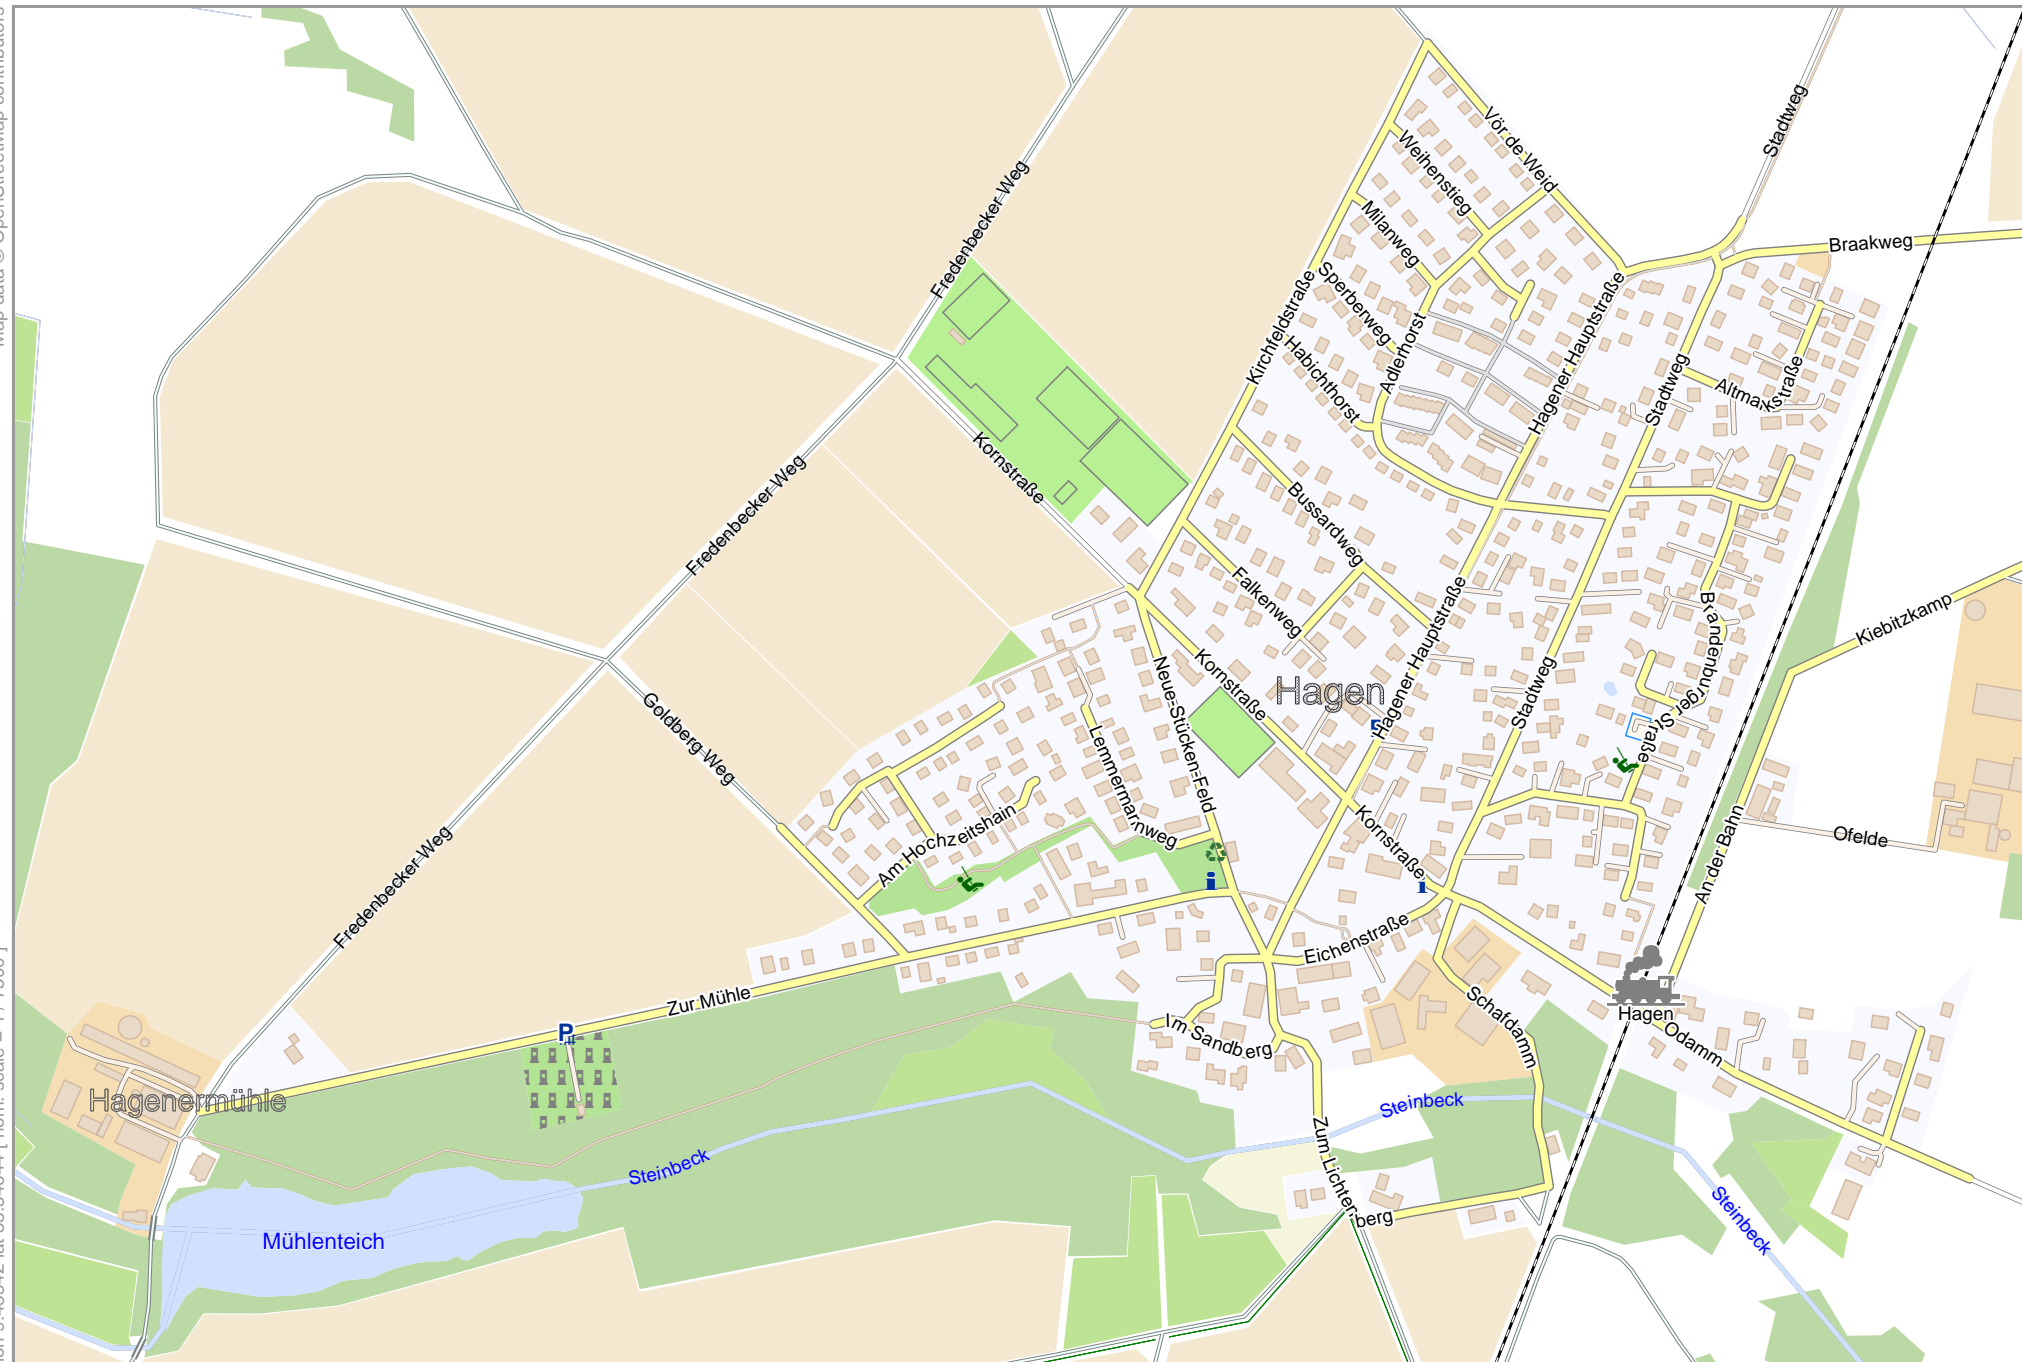 Vör de Weid
Stadtweg
Weihenstieg
Fredenbecker Weg
Milanweg
Braakweg
Sperberweg
Kirchfeldstraße
Hagener Hauptstraße
Adlerhorst
Habichthorst
Stadtweg
Altmarkstraße
Kornstraße
Fredenbecker Weg
Bussardweg
Falkenweg
Brandenburger Straße
Kiebitzkamp
Hagener Hauptstraße
Neue-Stücken-Feld
Kornstraße
Hagen
Stadtweg
Goldberg Weg
Lemmermannweg
Am Hochzeitshain
Kornstraße
Ofelde
An der Bahn
Fredenbecker Weg
Eichenstraße
Zur Mühle
Schafdamm
Hagen
Im Sandberg
P
Odamm
Hagenermühle
Steinbeck
Zum Lichtenberg
Steinbeck
Steinbeck
Mühlenteich